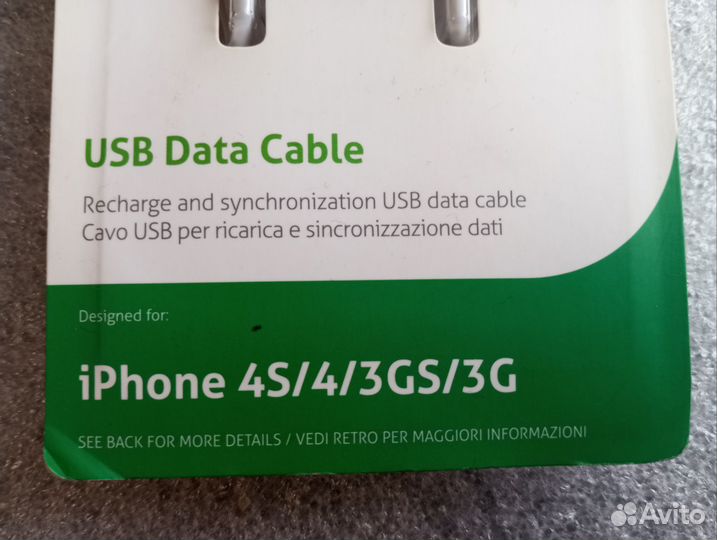 USB Data Cable
Recharge and synchronization USB data cable
Cavo USB per ricarica e sincronizzazione dati
Designed for:
iPhone 4S/4/3GS/3G
SEE BACK FOR MORE DETAILS / VEDI RETRO PER MAGGIORI INFORMAZIONI
Avito